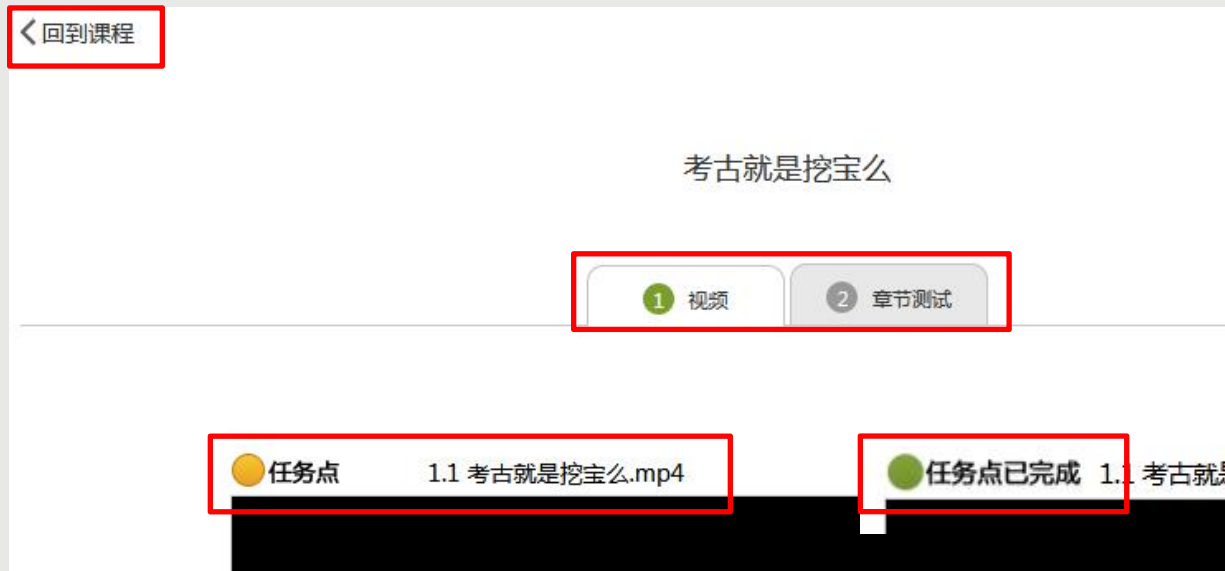 回到课程
考古就是挖宝么
1 视频 2 章节测试
任务点 1.1 考古就是挖宝么.mp4 任务点已完成 1.1 考古就